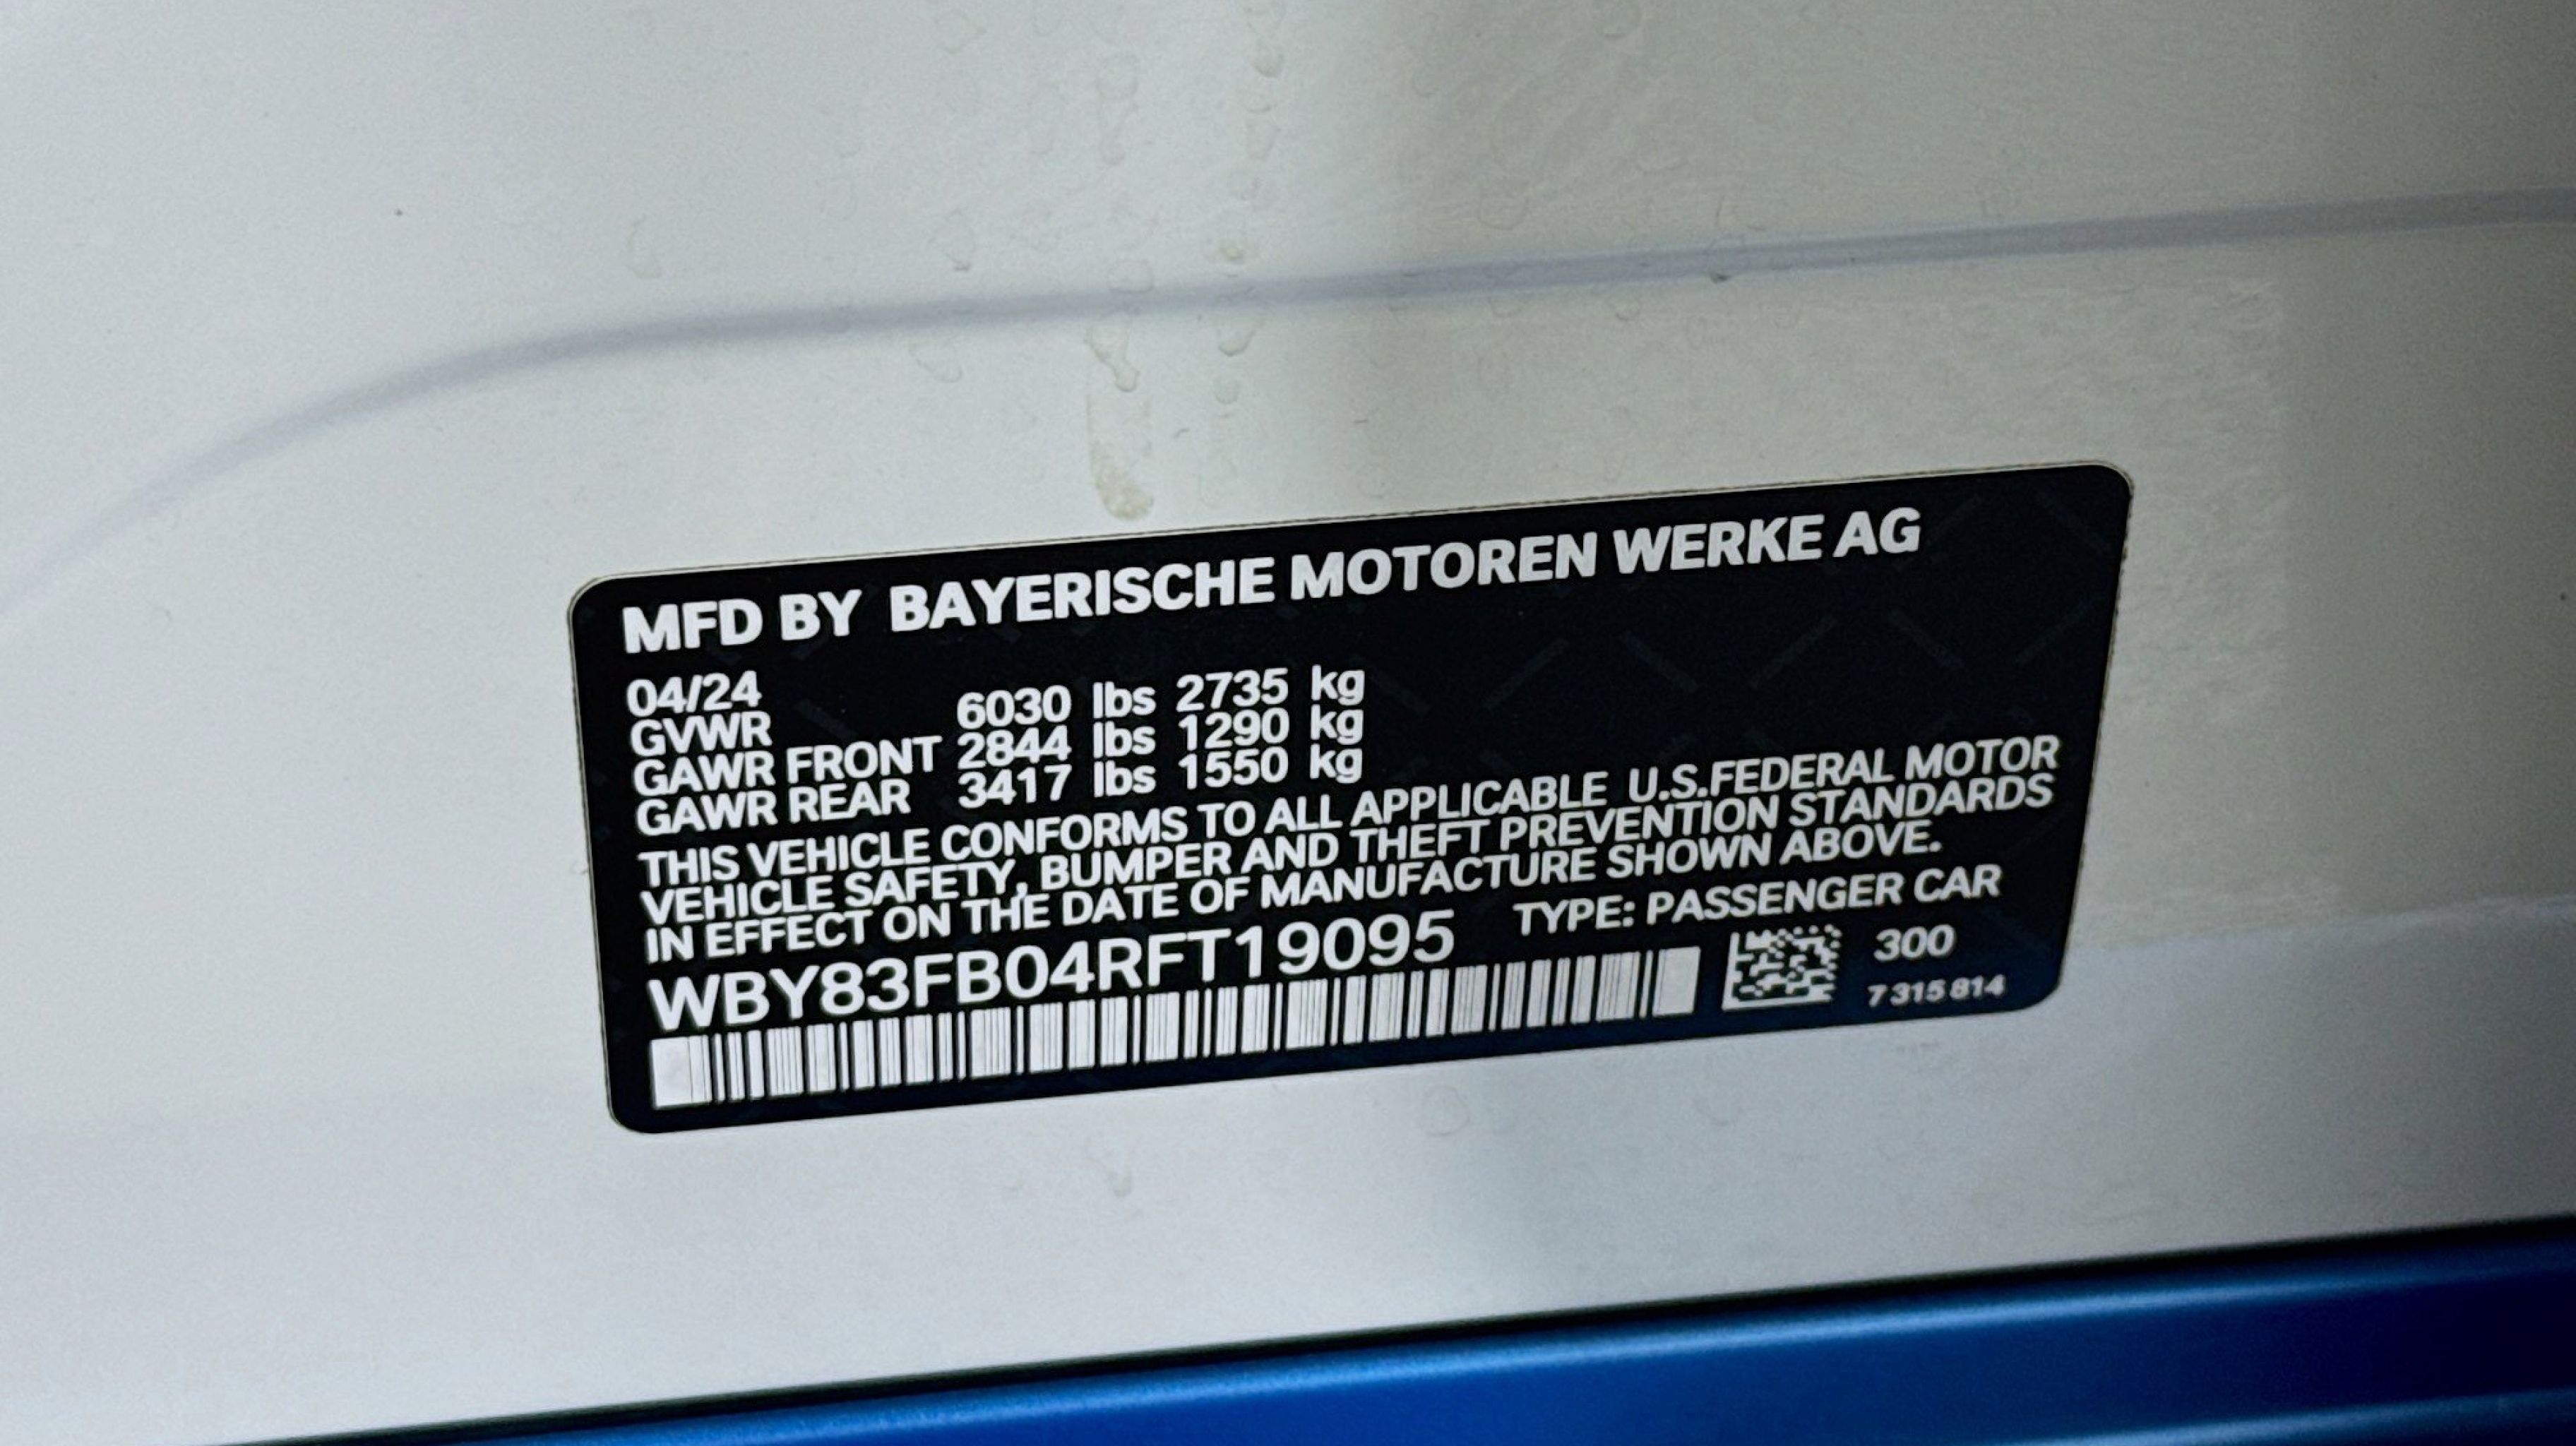 MFD BY BAYERISCHE MOTOREN WERKE AG
04/24
GVWR 6030 lbs 2735 kg
GAWR FRONT 2844 lbs 1290 kg
GAWR REAR 3417 lbs 1550 kg
THIS VEHICLE CONFORMS TO ALL APPLICABLE U.S.FEDERAL MOTOR
VEHICLE SAFETY, BUMPER AND THEFT PREVENTION STANDARDS
IN EFFECT ON THE DATE OF MANUFACTURE SHOWN ABOVE.
WBY83FB04RFT19095 TYPE: PASSENGER CAR
300
7 315 814